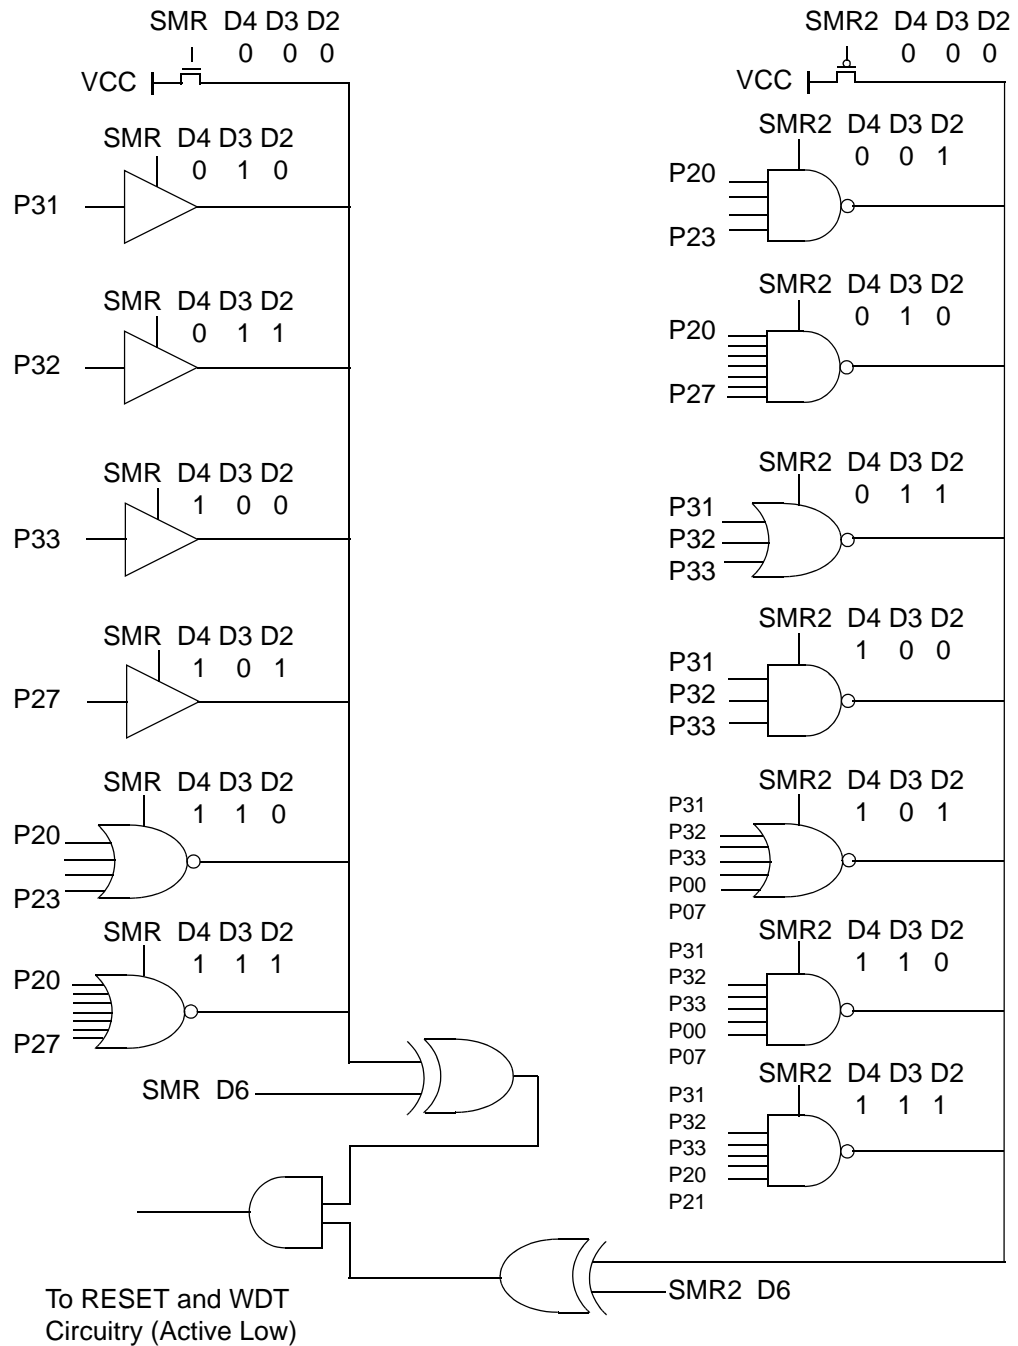 SMR D4 D3 D2
0 0 0
VCC
SMR D4 D3 D2
0 1 0
P31
SMR D4 D3 D2
0 1 1
P32
SMR D4 D3 D2
1 0 0
P33
SMR D4 D3 D2
1 0 1
P27
SMR D4 D3 D2
1 1 0
P20
P23
SMR D4 D3 D2
1 1 1
P20
P27
SMR D6
To RESET and WDT
Circuitry (Active Low)
SMR2 D4 D3 D2
0 0 0
VCC
SMR2 D4 D3 D2
0 0 1
P20
P23
SMR2 D4 D3 D2
0 1 0
P20
P27
SMR2 D4 D3 D2
0 1 1
P31
P32
P33
SMR2 D4 D3 D2
1 0 0
P31
P32
P33
SMR2 D4 D3 D2
1 0 1
P31
P32
P33
P00
P07
SMR2 D4 D3 D2
1 1 0
P31
P32
P33
P00
P07
SMR2 D4 D3 D2
1 1 1
P31
P32
P33
P20
P21
SMR2 D6